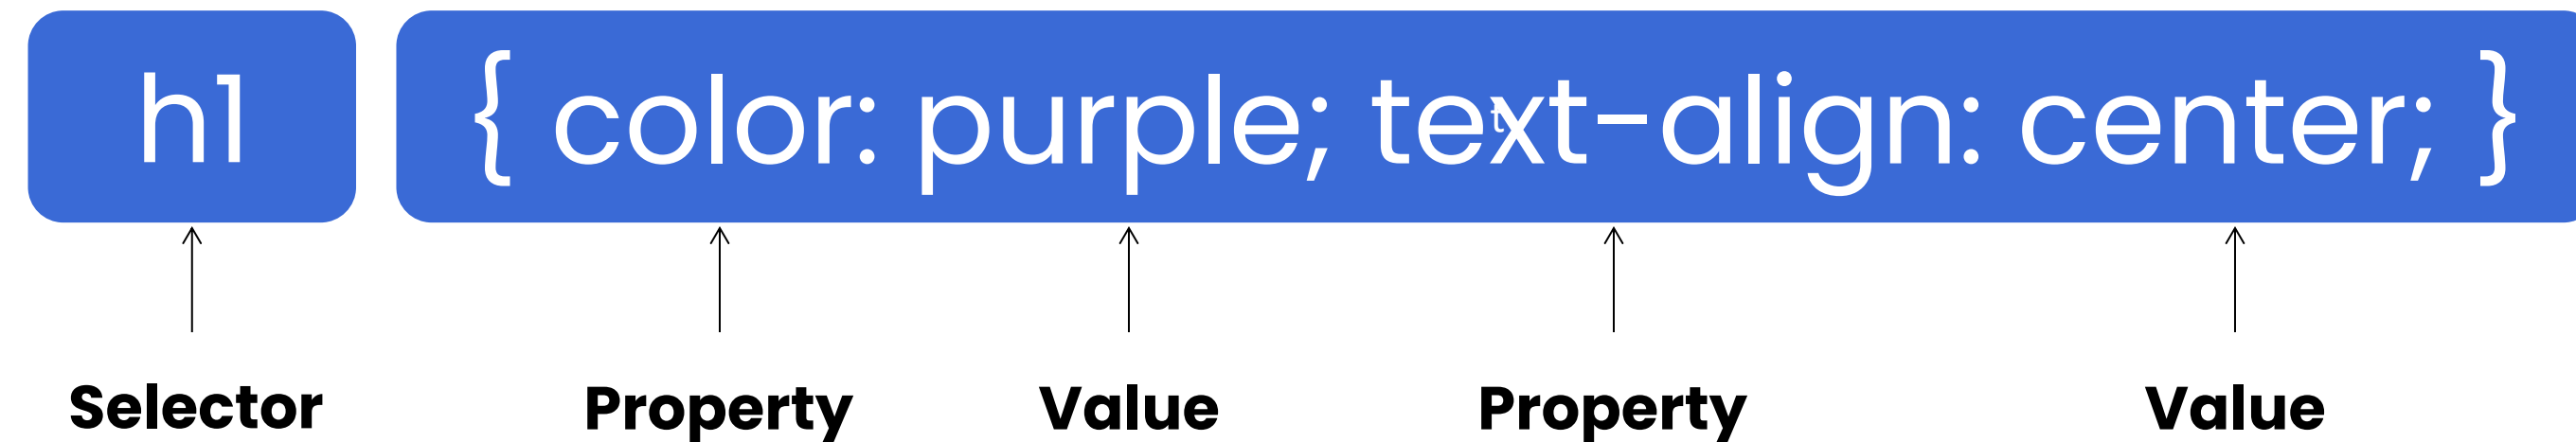 h1 { color: purple; text-align: center; }
t
Selector Property Value Property Value